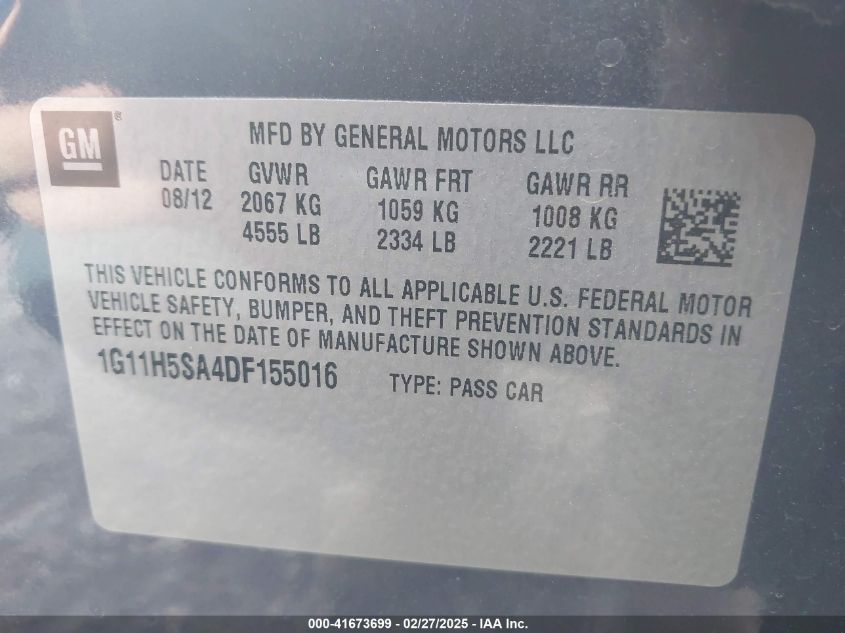 GM ®
MFD BY GENERAL MOTORS LLC
DATE GVWR GAWR FRT GAWR RR
08/12 2067 KG 1059 KG 1008 KG
4555 LB 2334 LB 2221 LB
THIS VEHICLE CONFORMS TO ALL APPLICABLE U.S. FEDERAL MOTOR
VEHICLE SAFETY, BUMPER, AND THEFT PREVENTION STANDARDS IN
EFFECT ON THE DATE OF MANUFACTURE SHOWN ABOVE.
1G11H5SA4DF155016 TYPE: PASS CAR
000-41673699 - 02/27/2025 - IAA Inc.